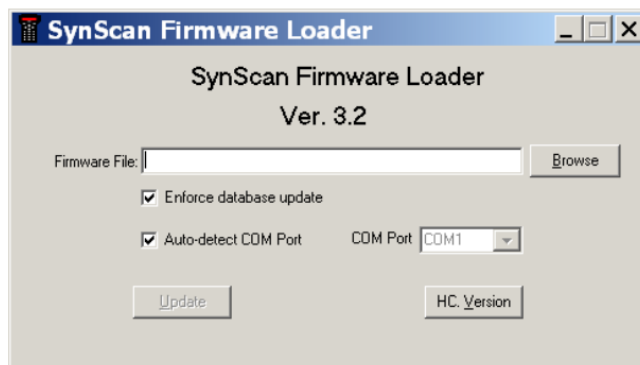 SynScan Firmware Loader
SynScan Firmware Loader
Ver. 3.2
Firmware File: Browse
Enforce database update
Auto-detect COM Port COM Port COM1
Update HC. Version